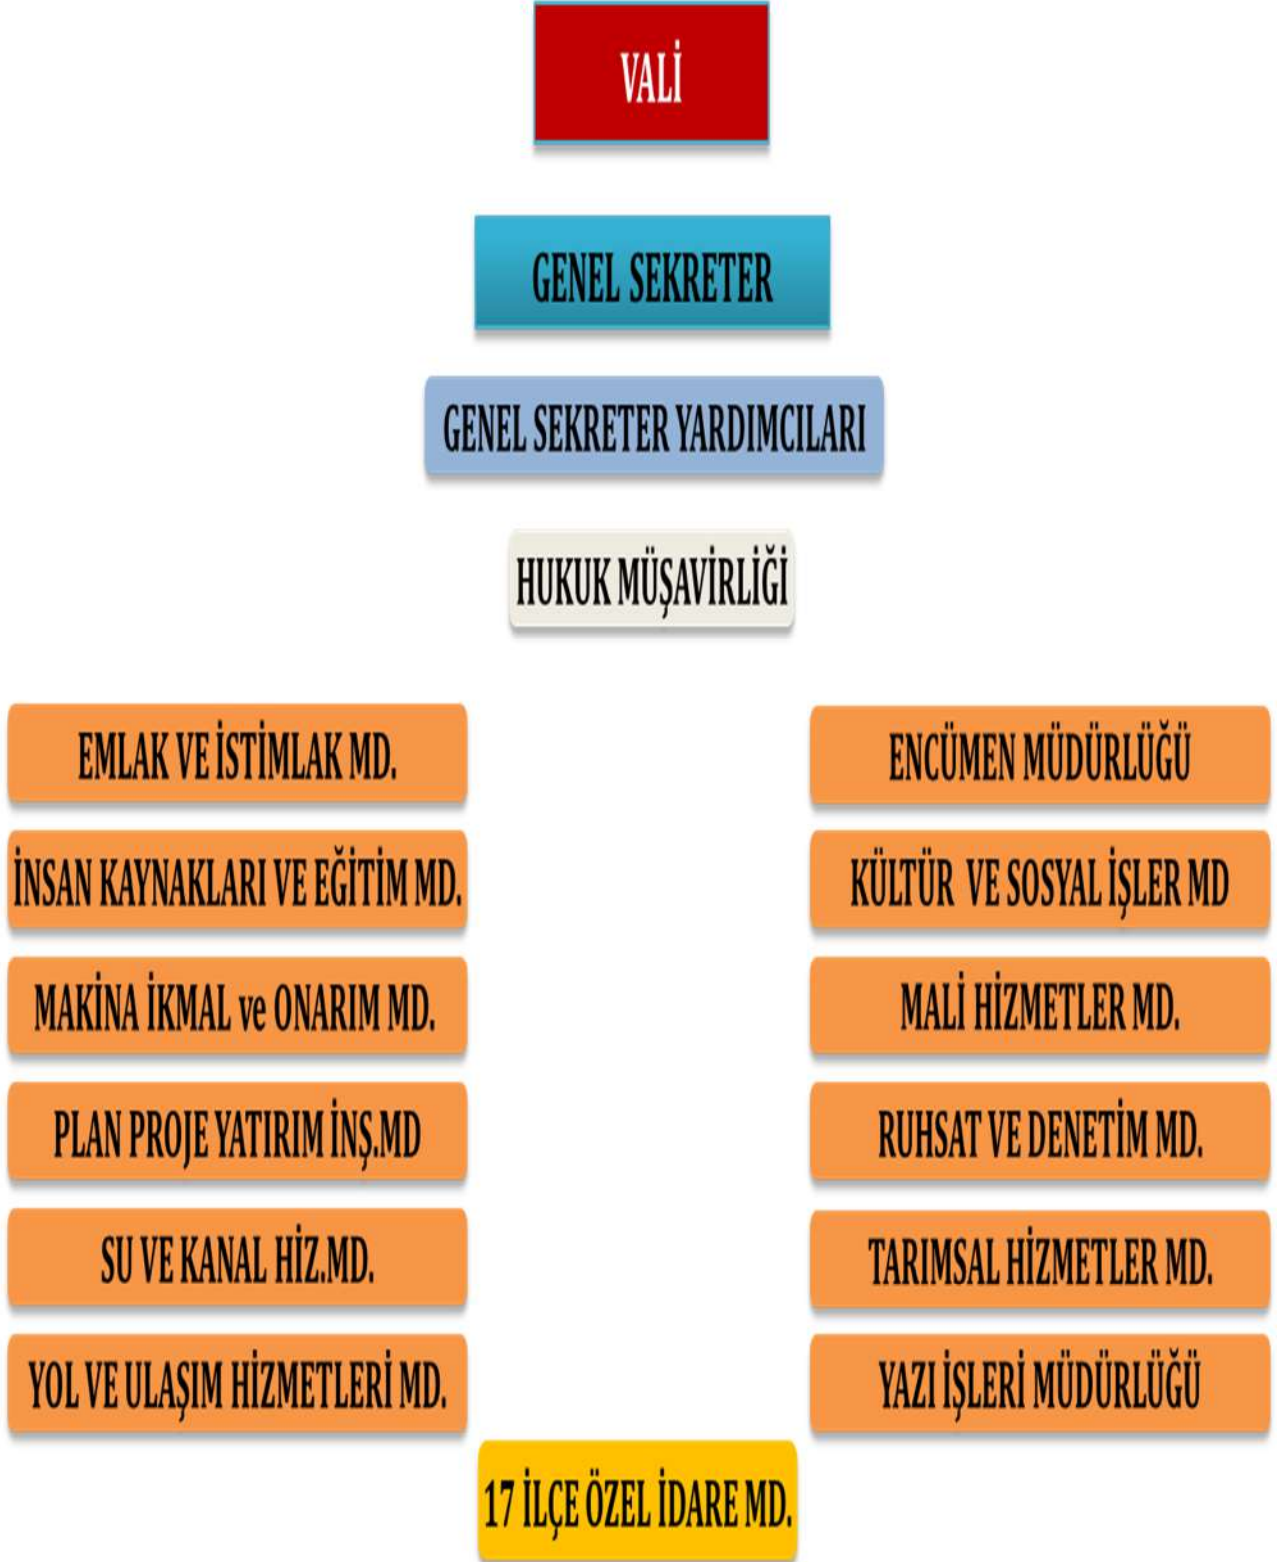 VALİ
GENEL SEKRETER
GENEL SEKRETER YARDIMCILARI
HUKUK MÜŞAVİRLİĞİ
EMLAK VE İSTİMLAK MD.
İNSAN KAYNAKLARI VE EĞİTİM MD.
MAKİNA İKMAL ve ONARIM MD.
PLAN PROJE YATIRIM İNŞ.MD
SU VE KANAL HİZ.MD.
YOL VE ULAŞIM HİZMETLERİ MD.
ENCÜMEN MÜDÜRLÜĞÜ
KÜLTÜR VE SOSYAL İŞLER MD
MALİ HİZMETLER MD.
RUHSAT VE DENETİM MD.
TARIMSAL HİZMETLER MD.
YAZI İŞLERİ MÜDÜRLÜĞÜ
17 İLÇE ÖZEL İDARE MD.